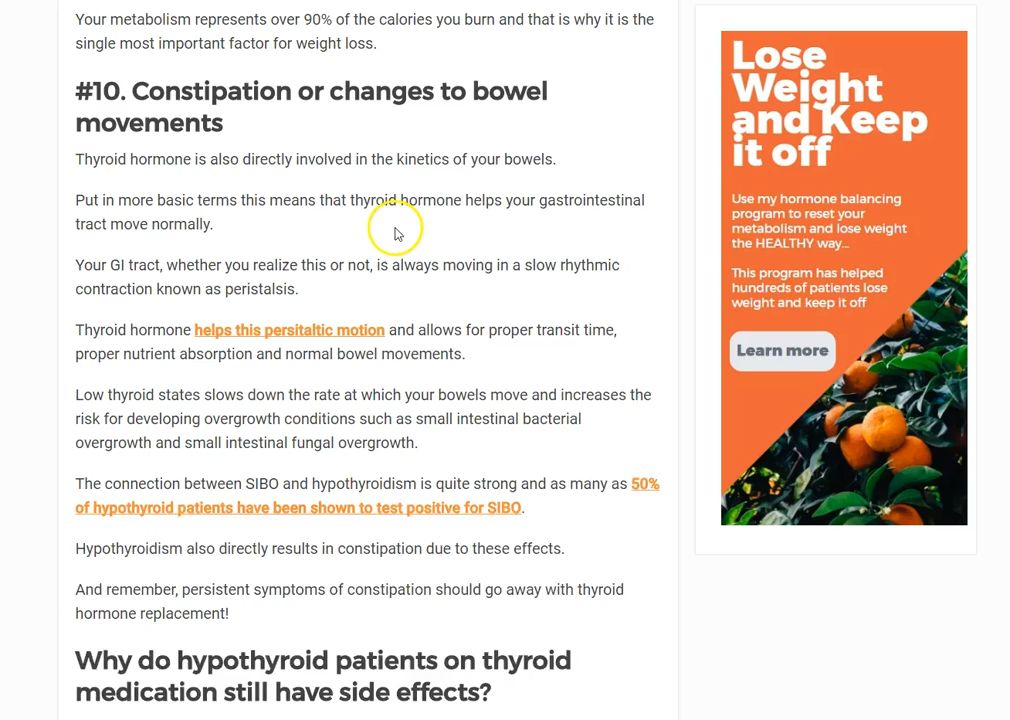 Your metabolism represents over 90% of the calories you burn and that is why it is the
single most important factor for weight loss.
#10. Constipation or changes to bowel
movements
Thyroid hormone is also directly involved in the kinetics of your bowels.
Put in more basic terms this means that thyroid hormone helps your gastrointestinal
tract move normally.
Your GI tract, whether you realize this or not, is always moving in a slow rhythmic
contraction known as peristalsis.
Thyroid hormone helps this persitaltic motion and allows for proper transit time,
proper nutrient absorption and normal bowel movements.
Low thyroid states slows down the rate at which your bowels move and increases the
risk for developing overgrowth conditions such as small intestinal bacterial
overgrowth and small intestinal fungal overgrowth.
The connection between SIBO and hypothyroidism is quite strong and as many as 50%
of hypothyroid patients have been shown to test positive for SIBO.
Hypothyroidism also directly results in constipation due to these effects.
And remember, persistent symptoms of constipation should go away with thyroid
hormone replacement!
Why do hypothyroid patients on thyroid
medication still have side effects?
Lose
Weight
and Keep
it off
Use my hormone balancing
program to reset your
metabolism and lose weight
the HEALTHY way...
This program has helped
hundreds of patients lose
weight and keep it off
Learn more